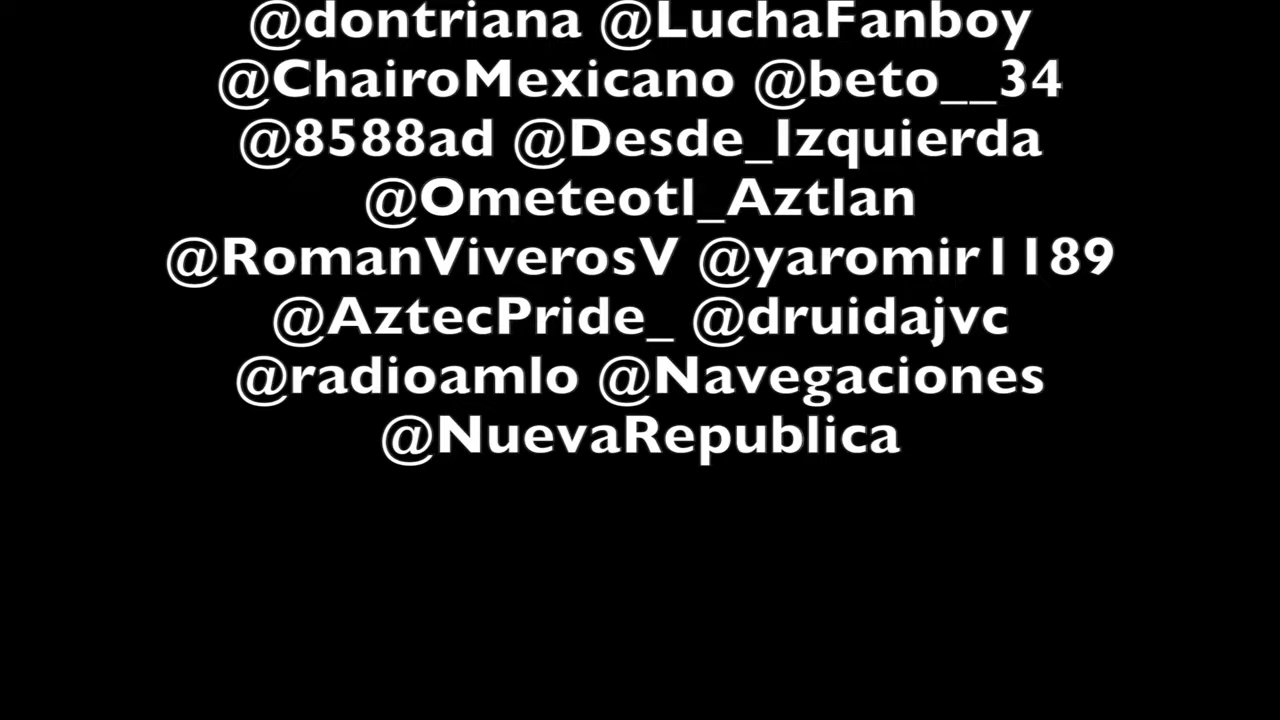 @dontriana @LuchaFanboy
@ChairoMexicano @beto__34
@8588ad @Desde_Izquierda
@Ometeotl_Aztlan
@RomanViverosV @yaromir1189
@AztecPride_ @druidajvc
@radioamlo @Navegaciones
@NuevaRepublica